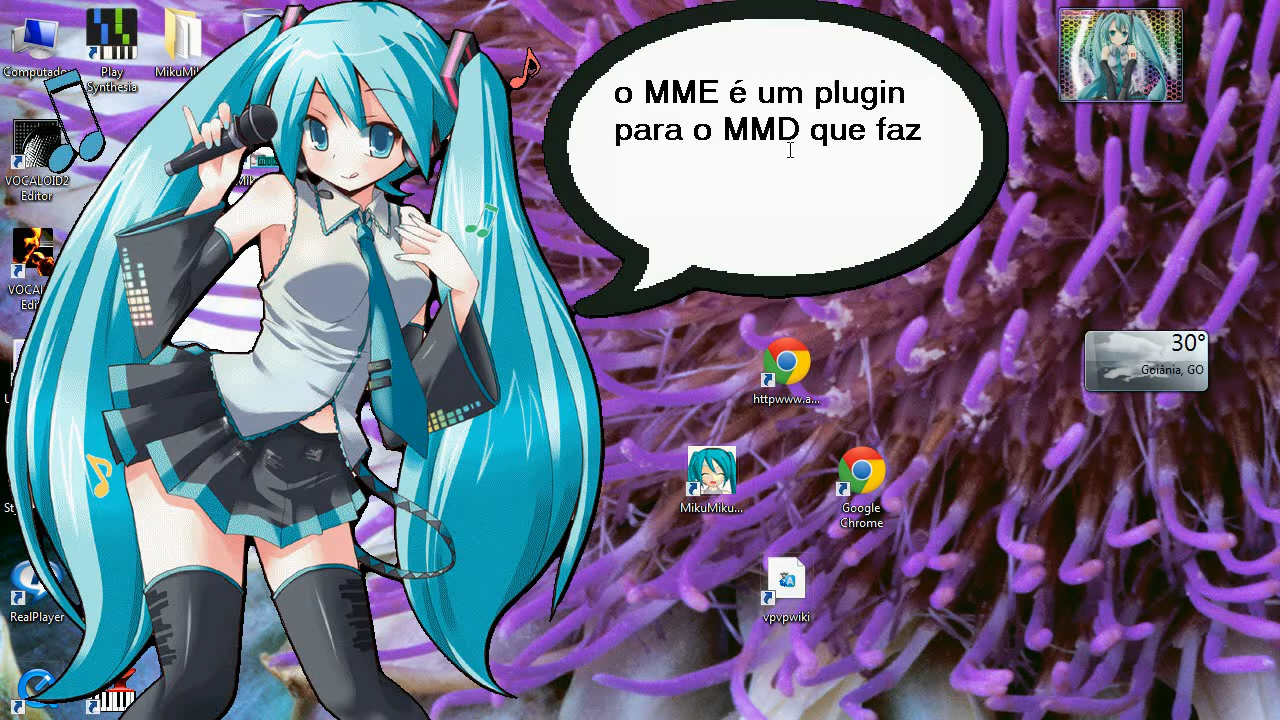 o MME é um plugin
para o MMD que faz
Computador
Play
Synthesia
MikuMi
VOCALOID2
Editor
30°
Goiânia, GO
httpwww.a...
MikuMiku...
Google
Chrome
RealPlayer
vpvpwiki